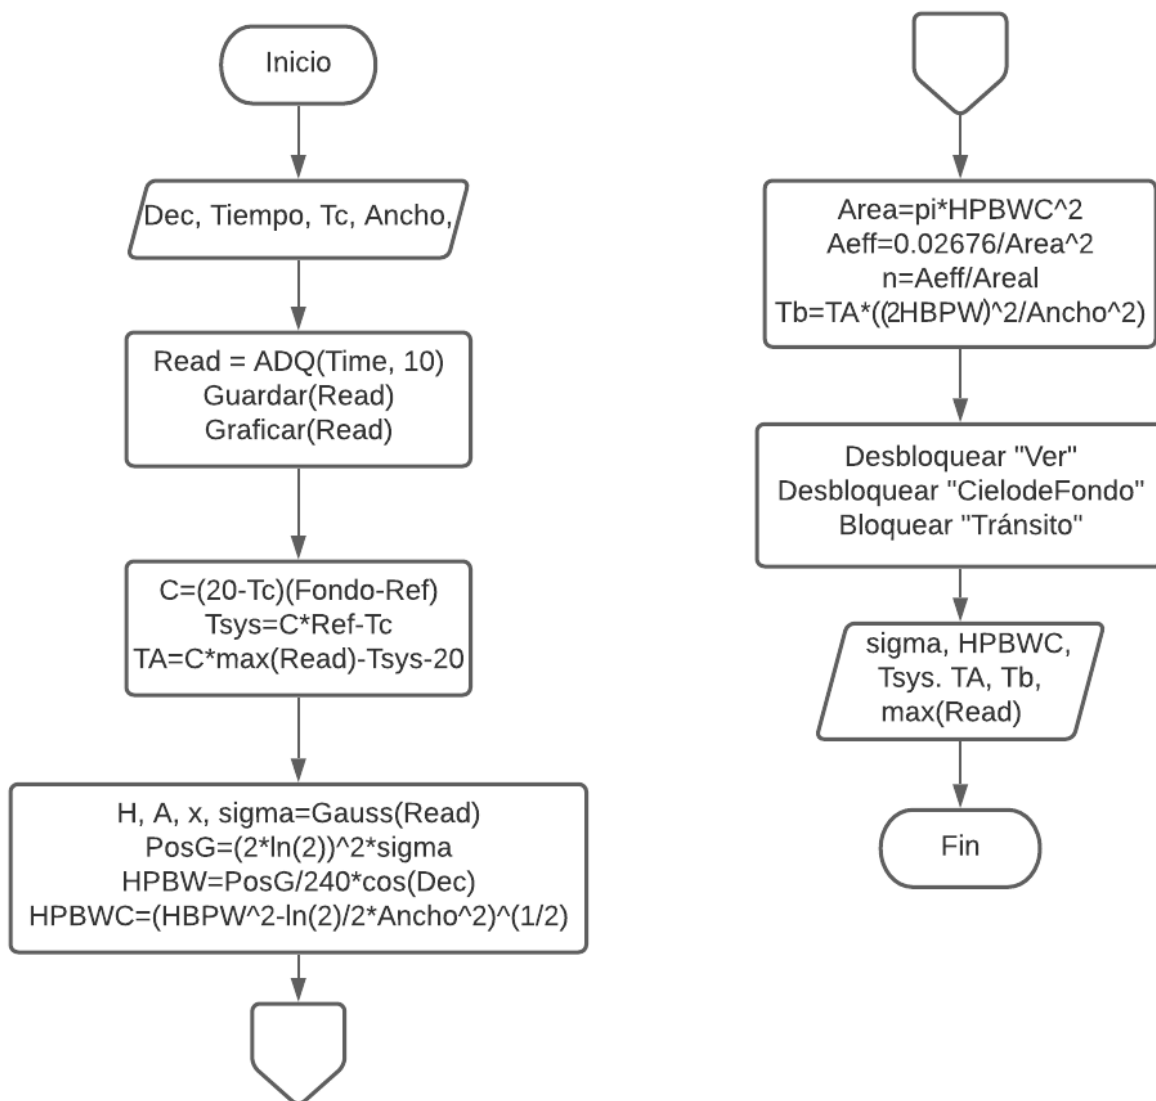 Inicio
Dec, Tiempo, Tc, Ancho,
Read = ADQ(Time, 10)
Guardar(Read)
Graficar(Read)
C=(20-Tc)(Fondo-Ref)
Tsys=C*Ref-Tc
TA=C*max(Read)-Tsys-20
H, A, x, sigma=Gauss(Read)
PosG=(2*ln(2))^2*sigma
HPBW=PosG/240*cos(Dec)
HPBWC=(HBPW^2-ln(2)/2*Ancho^2)^(1/2)
Area=pi*HPBWC^2
Aeff=0.02676/Area^2
n=Aeff/Areal
Tb=TA*((2HBPW)^2/Ancho^2)
Desbloquear "Ver"
Desbloquear "CielodeFondo"
Bloquear "Tránsito"
sigma, HPBWC,
Tsys. TA, Tb,
max(Read)
Fin